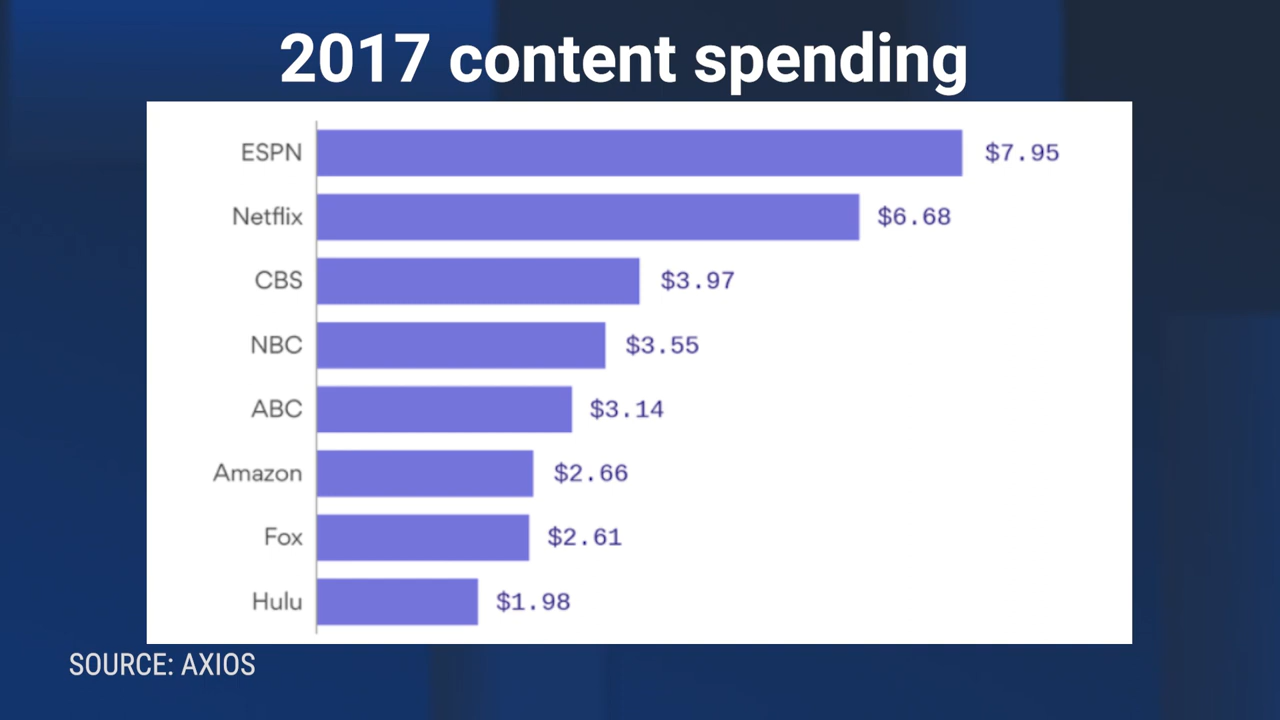 2017 content spending
ESPN $7.95
Netflix $6.68
CBS $3.97
NBC $3.55
ABC $3.14
Amazon $2.66
Fox $2.61
Hulu $1.98
SOURCE: AXIOS